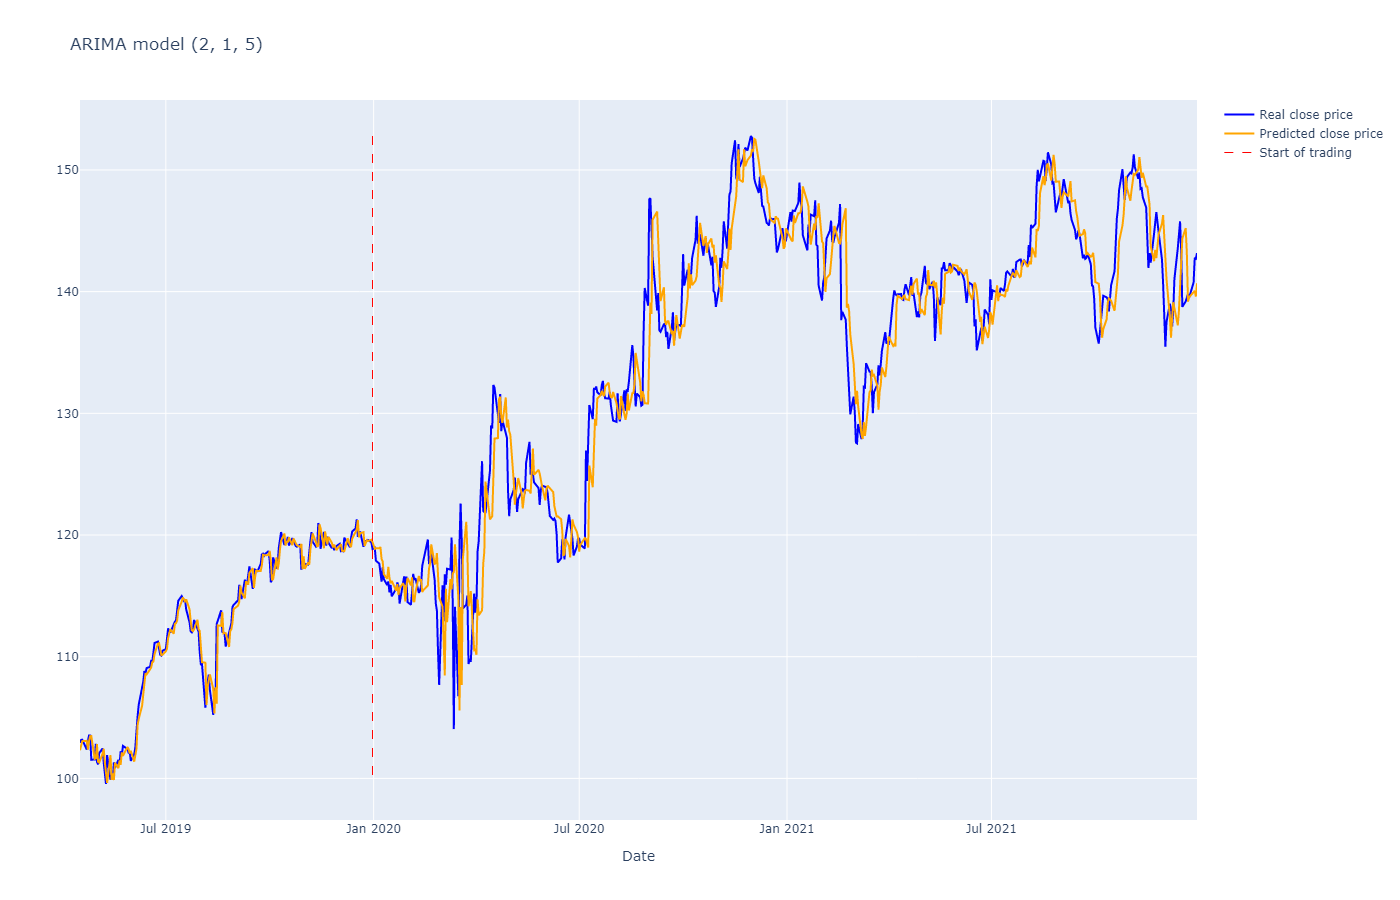 ARIMA model (2, 1, 5)
Real close price
Predicted close price
Start of trading
150
140
130
120
110
100
Jul 2019
Jan 2020
Jul 2020
Jan 2021
Jul 2021
Date